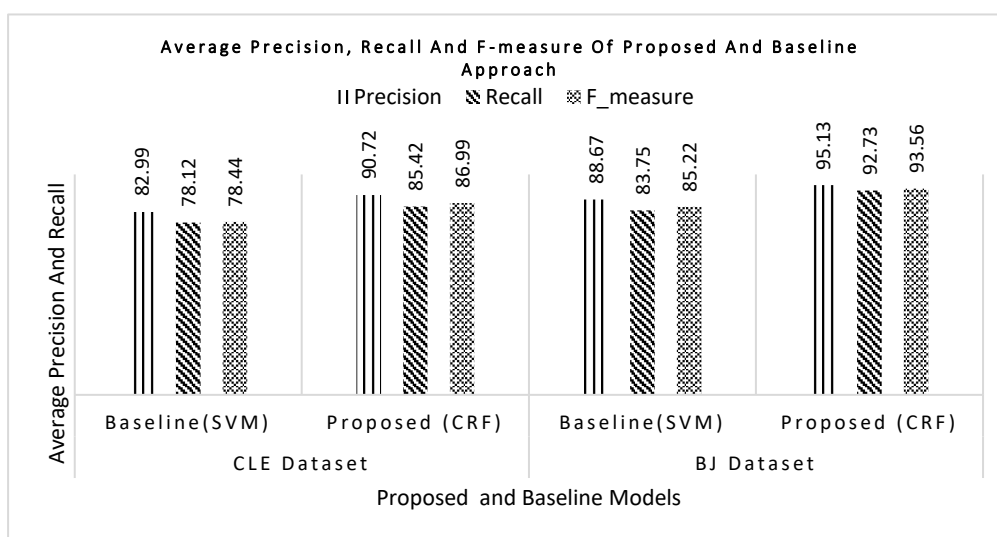 Average Precision, Recall And F-measure Of Proposed And Baseline
Approach
Precision Recall F_measure
82.99 78.12 78.44 90.72 85.42 86.99 88.67 83.75 85.22 95.13 92.73 93.56
Average Precision And Recall
Baseline(SVM) Proposed (CRF) Baseline(SVM) Proposed (CRF)
CLE Dataset BJ Dataset
Proposed and Baseline Models